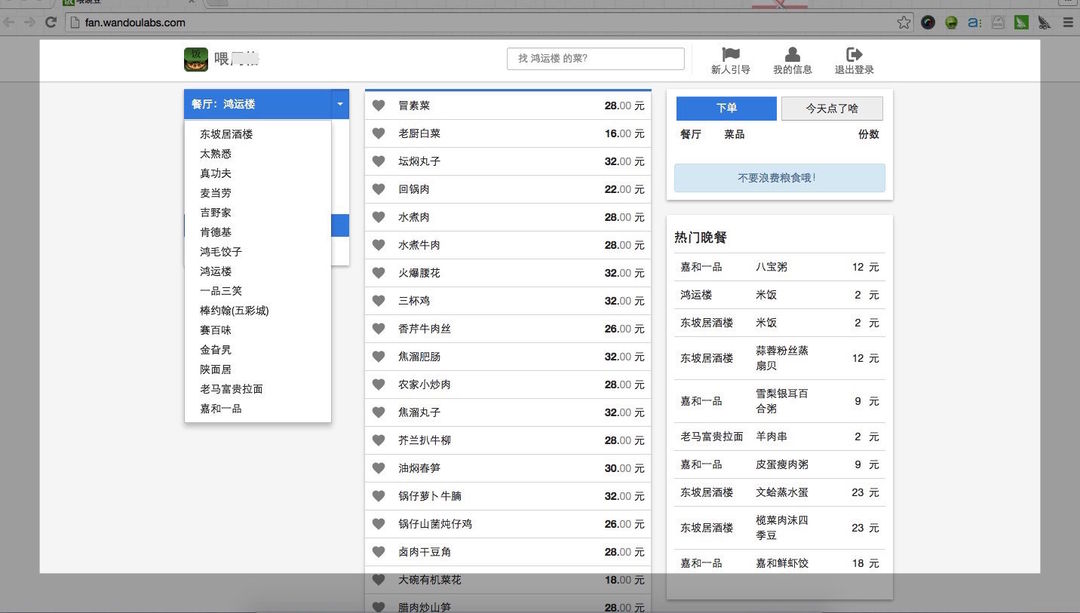 fan.wandoulabs.com
喂
找 鸿运楼 的菜?
新人引导
我的信息
退出登录
餐厅：鸿运楼
东坡居酒楼
太熟悉
真功夫
麦当劳
吉野家
肯德基
鸿毛饺子
鸿运楼
一品三笑
棒约翰(五彩城)
赛百味
金旮旯
陕面居
老马富贵拉面
嘉和一品
冒素菜 28.00 元
老厨白菜 16.00 元
坛焖丸子 32.00 元
回锅肉 22.00 元
水煮肉 28.00 元
水煮牛肉 28.00 元
火爆腰花 32.00 元
三杯鸡 32.00 元
香芹牛肉丝 26.00 元
焦溜肥肠 32.00 元
农家小炒肉 28.00 元
焦溜丸子 32.00 元
芥兰扒牛柳 28.00 元
油焖春笋 30.00 元
锅仔萝卜牛腩 32.00 元
锅仔山菌炖仔鸡 26.00 元
卤肉干豆角 28.00 元
大碗有机菜花 18.00 元
腊肉炒山笋 28.00 元
下单
今天点了啥
餐厅 菜品 份数
不要浪费粮食哦！
热门晚餐
嘉和一品 八宝粥 12 元
鸿运楼 米饭 2 元
东坡居酒楼 米饭 2 元
东坡居酒楼 蒜蓉粉丝蒸 12 元
扇贝
嘉和一品 雪梨银耳百 9 元
合粥
老马富贵拉面 羊肉串 2 元
嘉和一品 皮蛋瘦肉粥 9 元
东坡居酒楼 文蛤蒸水蛋 23 元
东坡居酒楼 榄菜肉沫四 23 元
季豆
嘉和一品 嘉和鲜虾饺 18 元